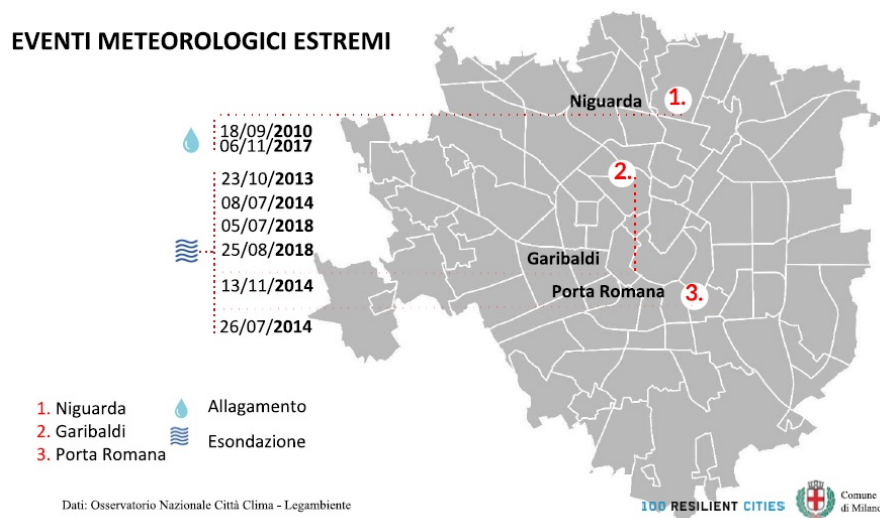 EVENTI METEOROLOGICI ESTREMI
Niguarda
1.
18/09/2010
06/11/2017
2.
23/10/2013
08/07/2014
05/07/2018
25/08/2018
Garibaldi
13/11/2014
Porta Romana
3.
26/07/2014
1. Niguarda
2. Garibaldi
3. Porta Romana
Allagamento
Esondazione
Dati: Osservatorio Nazionale Città Clima - Legambiente
100 RESILIENT CITIES
Comune
di Milano